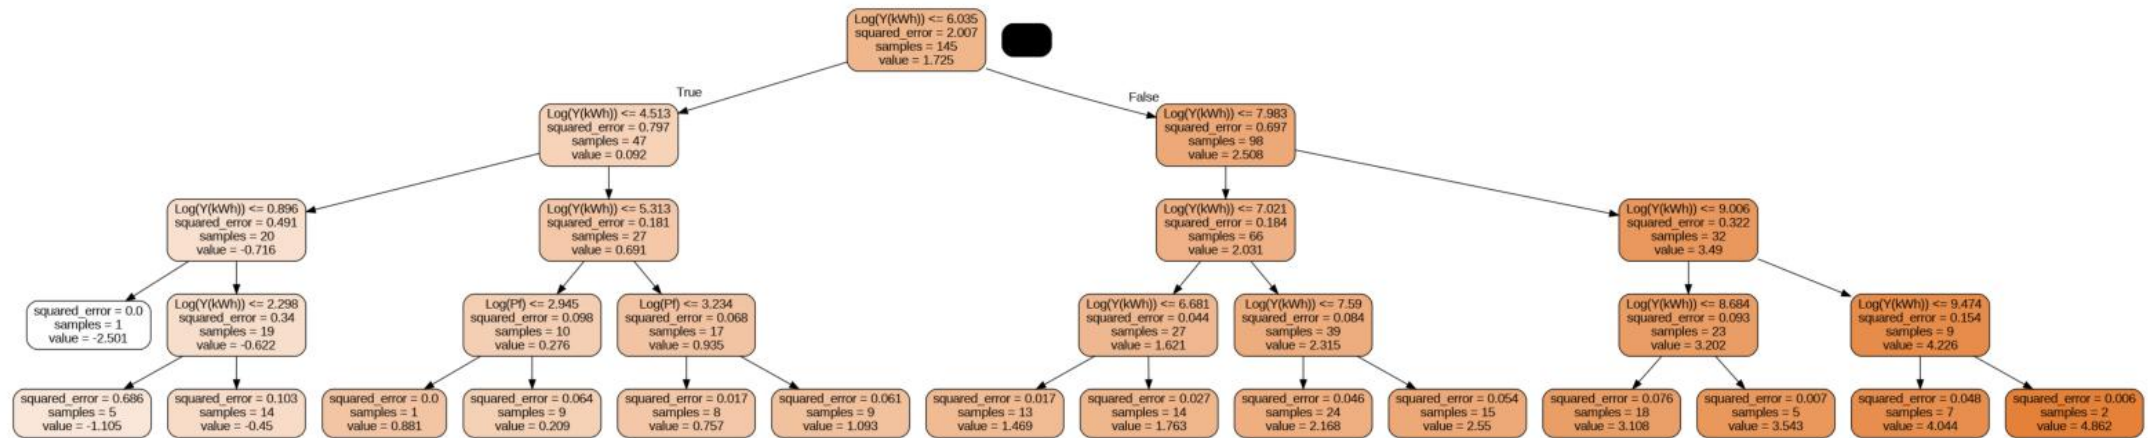 Log(Y(kWh)) <= 6.035
squared_error = 2.007
samples = 145
value = 1.725
True
False
Log(Y(kWh)) <= 4.513
squared_error = 0.797
samples = 47
value = 0.092
Log(Y(kWh)) <= 7.983
squared_error = 0.697
samples = 98
value = 2.508
Log(Y(kWh)) <= 0.896
squared_error = 0.491
samples = 20
value = -0.716
Log(Y(kWh)) <= 5.313
squared_error = 0.181
samples = 27
value = 0.691
Log(Y(kWh)) <= 7.021
squared_error = 0.184
samples = 66
value = 2.031
Log(Y(kWh)) <= 9.006
squared_error = 0.322
samples = 32
value = 3.49
squared_error = 0.0
samples = 1
value = -2.501
Log(Y(kWh)) <= 2.298
squared_error = 0.34
samples = 19
value = -0.622
Log(Pf) <= 2.945
squared_error = 0.098
samples = 10
value = 0.276
Log(Pf) <= 3.234
squared_error = 0.068
samples = 17
value = 0.935
Log(Y(kWh)) <= 6.681
squared_error = 0.044
samples = 27
value = 1.621
Log(Y(kWh)) <= 7.59
squared_error = 0.084
samples = 39
value = 2.315
Log(Y(kWh)) <= 8.684
squared_error = 0.093
samples = 23
value = 3.202
Log(Y(kWh)) <= 9.474
squared_error = 0.154
samples = 9
value = 4.226
squared_error = 0.686
samples = 5
value = -1.105
squared_error = 0.103
samples = 14
value = -0.45
squared_error = 0.0
samples = 1
value = 0.881
squared_error = 0.064
samples = 9
value = 0.209
squared_error = 0.017
samples = 8
value = 0.757
squared_error = 0.061
samples = 9
value = 1.093
squared_error = 0.017
samples = 13
value = 1.469
squared_error = 0.027
samples = 14
value = 1.763
squared_error = 0.046
samples = 24
value = 2.168
squared_error = 0.054
samples = 15
value = 2.55
squared_error = 0.076
samples = 18
value = 3.108
squared_error = 0.007
samples = 5
value = 3.543
squared_error = 0.048
samples = 7
value = 4.044
squared_error = 0.006
samples = 2
value = 4.862